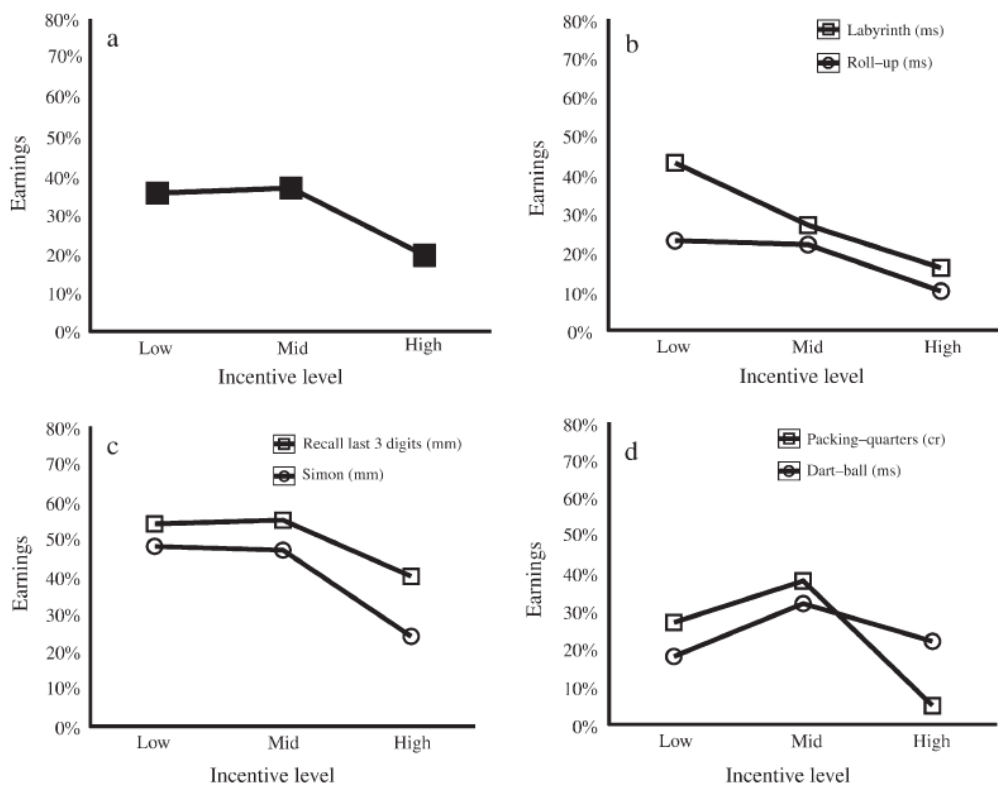 a
80%
70%
60%
50%
40%
30%
20%
10%
0%
Earnings
Low Mid High
Incentive level
b
Labyrinth (ms)
Roll–up (ms)
80%
70%
60%
50%
40%
30%
20%
10%
0%
Earnings
Low Mid High
Incentive level
c
Recall last 3 digits (mm)
Simon (mm)
80%
70%
60%
50%
40%
30%
20%
10%
0%
Earnings
Low Mid High
Incentive level
d
Packing–quarters (cr)
Dart–ball (ms)
80%
70%
60%
50%
40%
30%
20%
10%
0%
Earnings
Low Mid High
Incentive level